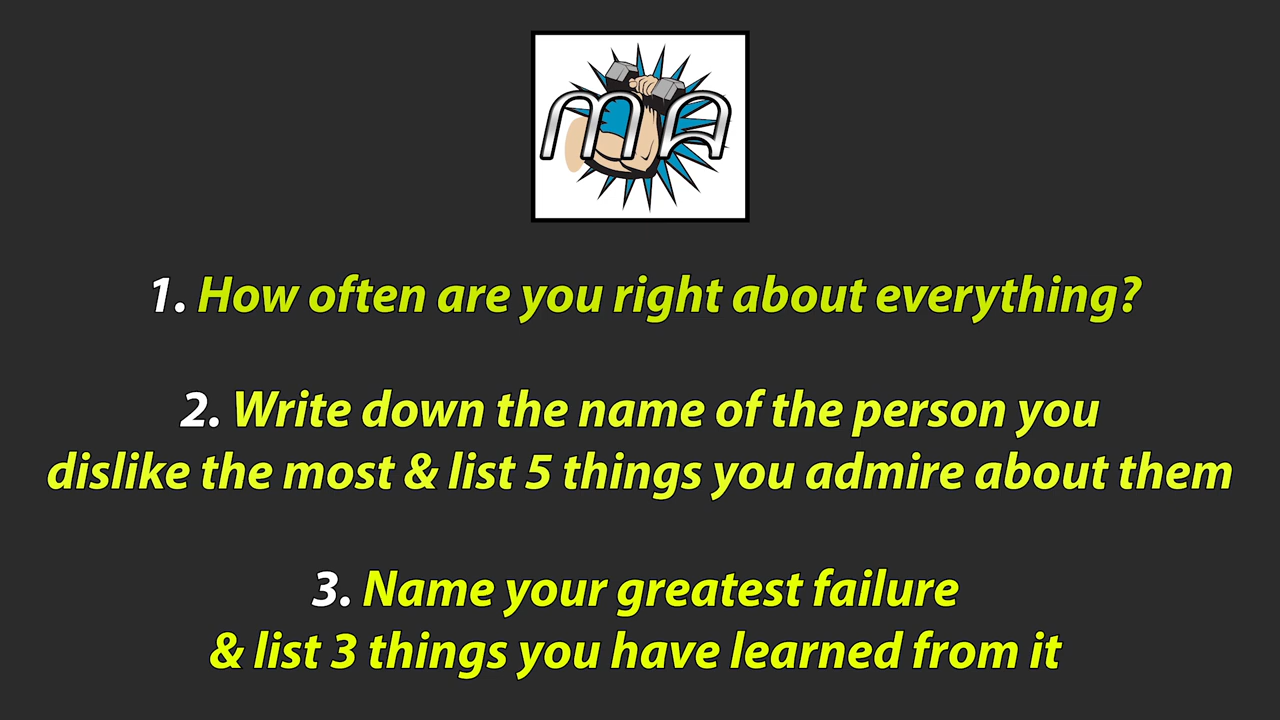 MA
1. How often are you right about everything?
2. Write down the name of the person you
dislike the most & list 5 things you admire about them
3. Name your greatest failure
& list 3 things you have learned from it